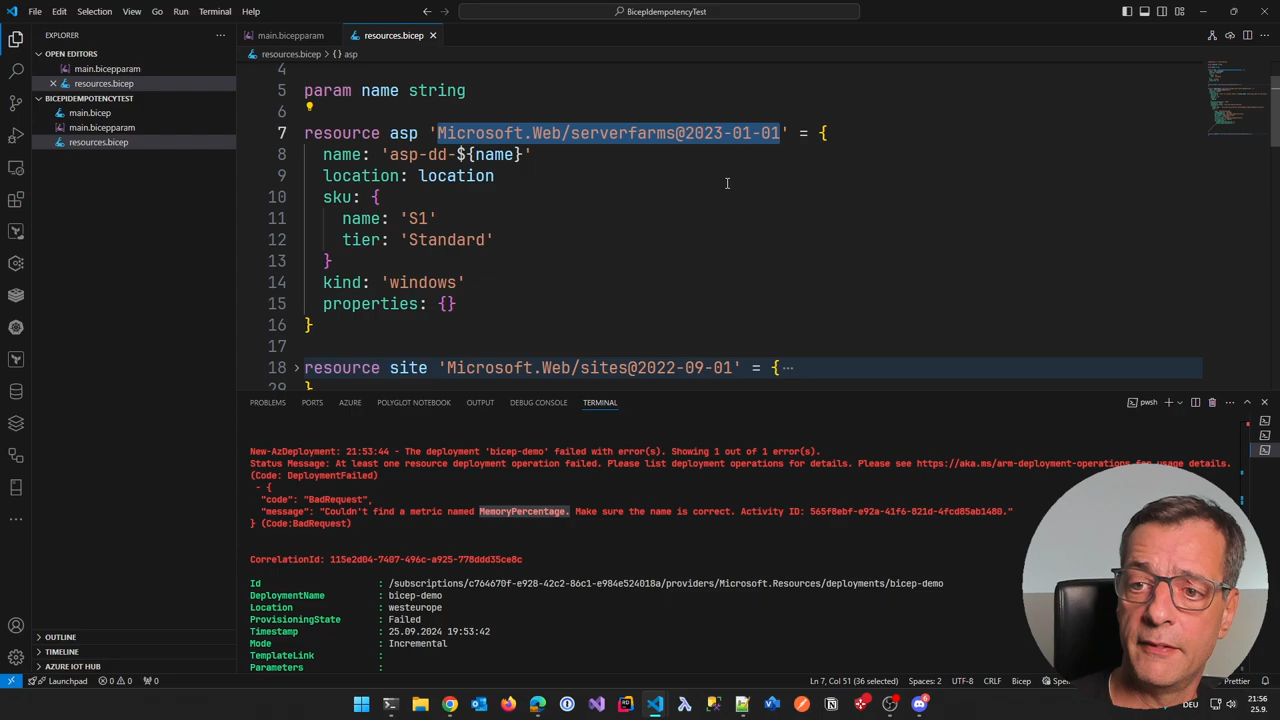 File Edit Selection View Go Run Terminal Help
BicepIdempotencyTest
EXPLORER
OPEN EDITORS
main.bicepparam
resources.bicep
BICEPIDEMPOTENCYTEST
main.bicep
main.bicepparam
resources.bicep
OUTLINE
TIMELINE
AZURE IOT HUB
main.bicepparam resources.bicep
resources.bicep > {} asp
4
5 param name string
6
7 resource asp 'Microsoft.Web/serverfarms@2023-01-01' = {
8 name: 'asp-dd-${name}'
9 location: location
10 sku: {
11 name: 'S1'
12 tier: 'Standard'
13 }
14 kind: 'windows'
15 properties: {}
16 }
17
18 resource site 'Microsoft.Web/sites@2022-09-01' = { ⋯
29 }
PROBLEMS PORTS AZURE POLYGLOT NOTEBOOK OUTPUT DEBUG CONSOLE TERMINAL
pwsh
New-AzDeployment: 21:53:44 - The deployment 'bicep-demo' failed with error(s). Showing 1 out of 1 error(s).
Status Message: At least one resource deployment operation failed. Please list deployment operations for details. Please see https://aka.ms/arm-deployment-operations for usage details.
(Code: DeploymentFailed)
- {
"code": "BadRequest",
"message": "Couldn't find a metric named MemoryPercentage. Make sure the name is correct. Activity ID: 565f8ebf-e92a-41f6-821d-4fcd85ab1480."
} (Code:BadRequest)
CorrelationId: 115e2d04-7407-496c-a925-778ddd35ce8c
Id : /subscriptions/c764670f-e928-42c2-86c1-e984e524018a/providers/Microsoft.Resources/deployments/bicep-demo
DeploymentName : bicep-demo
Location : westeurope
ProvisioningState : Failed
Timestamp : 25.09.2024 19:53:42
Mode : Incremental
TemplateLink :
Parameters :
Launchpad 0 0 0
Ln 7, Col 51 (36 selected) Spaces: 2 UTF-8 CRLF Bicep Prettier
DEU
21:56
25.9.